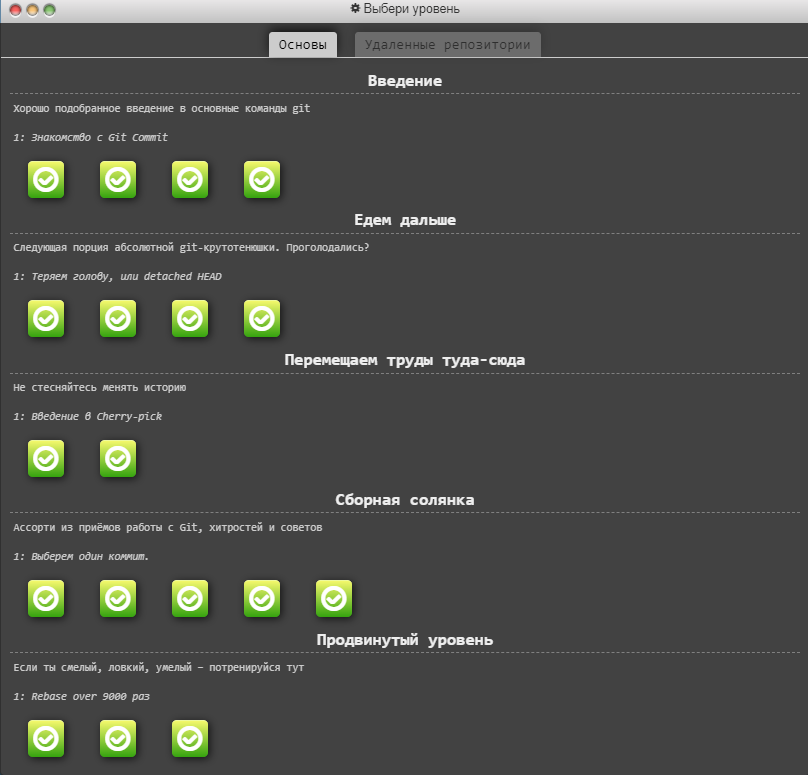 Выбери уровень
Основы
Удаленные репозитории
Введение
Хорошо подобранное введение в основные команды git
1: Знакомство с Git Commit
Едем дальше
Следующая порция абсолютной git-крутотенюшки. Проголодались?
1: Теряем голову, или detached HEAD
Перемещаем труды туда-сюда
Не стесняйтесь менять историю
1: Введение в Cherry-pick
Сборная солянка
Ассорти из приёмов работы с Git, хитростей и советов
1: Выберем один коммит.
Продвинутый уровень
Если ты смелый, ловкий, умелый – потренируйся тут
1: Rebase over 9000 раз